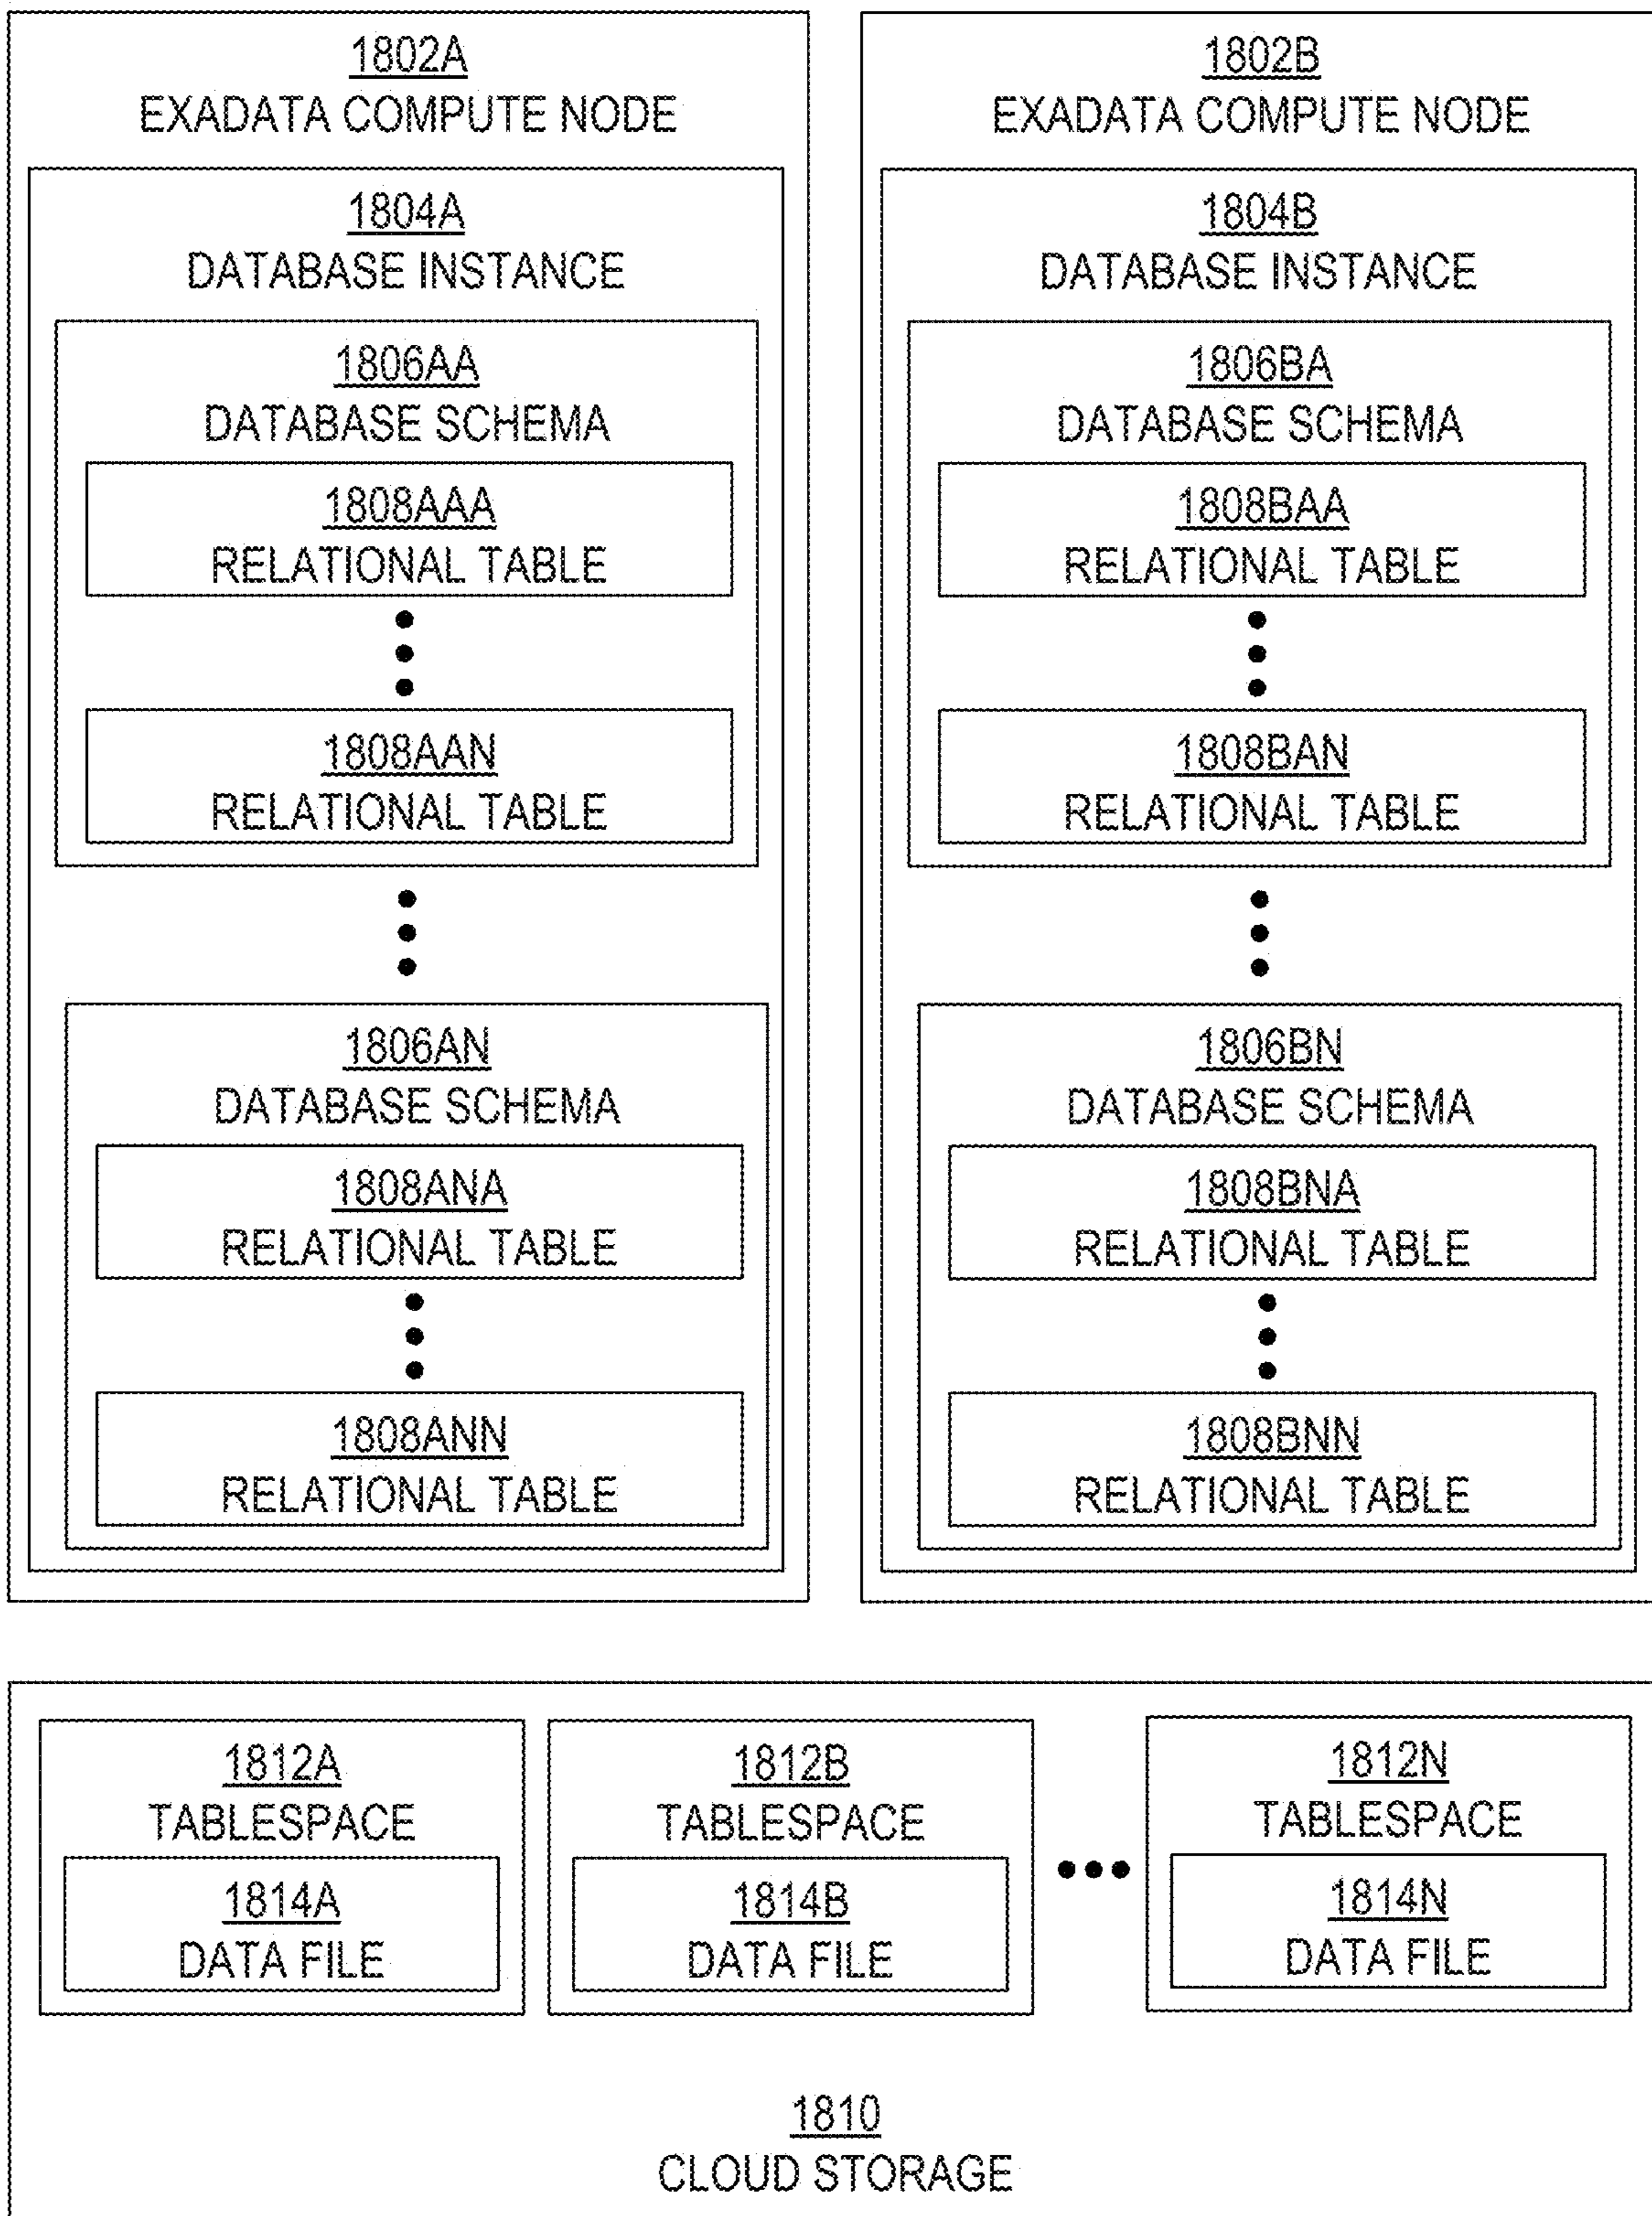 1802A
EXADATA COMPUTE NODE
1804A
DATABASE INSTANCE
1806AA
DATABASE SCHEMA
1808AAA
RELATIONAL TABLE
1808AAN
RELATIONAL TABLE
1806AN
DATABASE SCHEMA
1808ANA
RELATIONAL TABLE
1808ANN
RELATIONAL TABLE
1802B
EXADATA COMPUTE NODE
1804B
DATABASE INSTANCE
1806BA
DATABASE SCHEMA
1808BAA
RELATIONAL TABLE
1808BAN
RELATIONAL TABLE
1806BN
DATABASE SCHEMA
1808BNA
RELATIONAL TABLE
1808BNN
RELATIONAL TABLE
1812A
TABLESPACE
1814A
DATA FILE
1812B
TABLESPACE
1814B
DATA FILE
1812N
TABLESPACE
1814N
DATA FILE
1810
CLOUD STORAGE